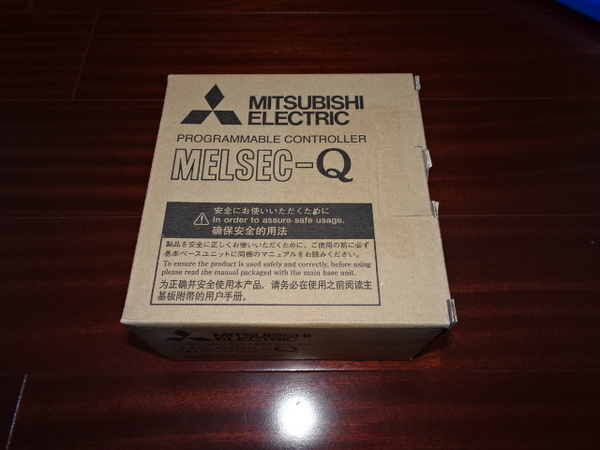 MITSUBISHI
ELECTRIC
PROGRAMMABLE CONTROLLER
MELSEC-Q
安全にお使いいただくために
In order to assure safe usage.
确保安全的用法
製品を安全に正しくお使いいただくために、ご使用の前に必ず
基本ベースユニットに同梱のマニュアルをお読みください。
To ensure the product is used safely and correctly, before using
please read the manual packaged with the main base unit.
为正确并安全使用本产品，请务必在使用之前阅读主
基板附带的用户手册。
MITSUBISHI
ELECTRIC
MELSEC-Q